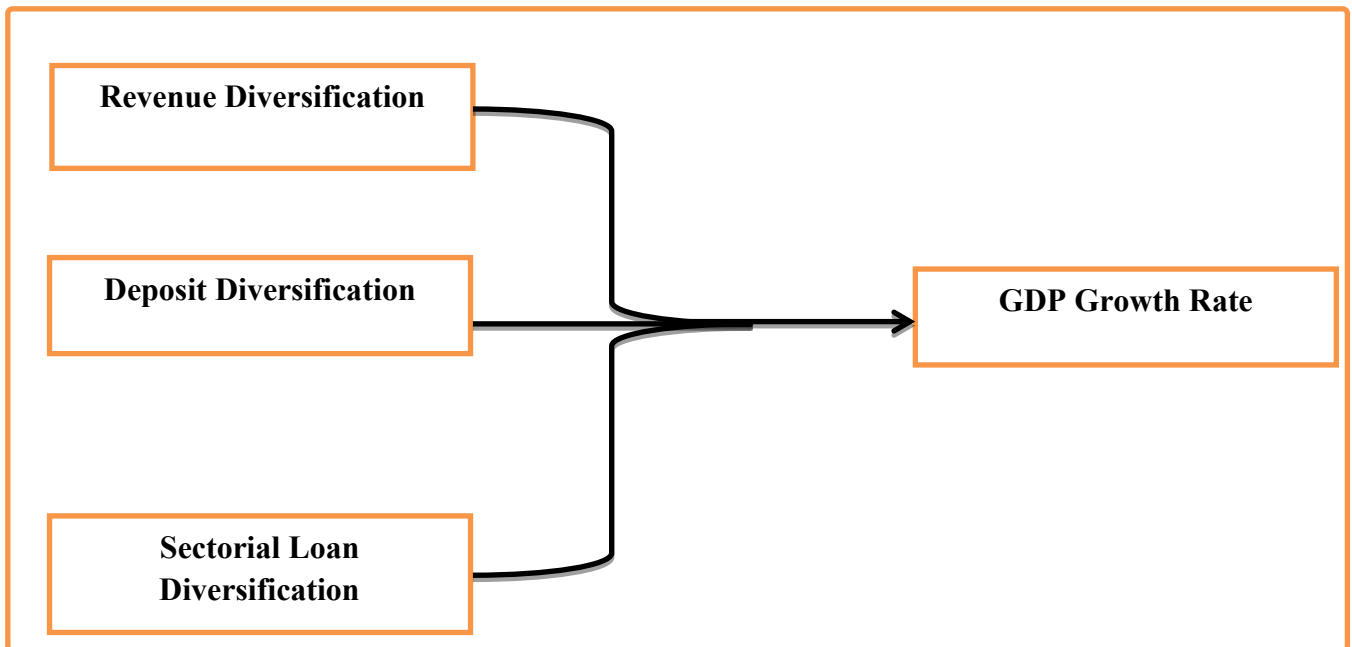 Revenue Diversification
Deposit Diversification
GDP Growth Rate
Sectorial Loan
Diversification